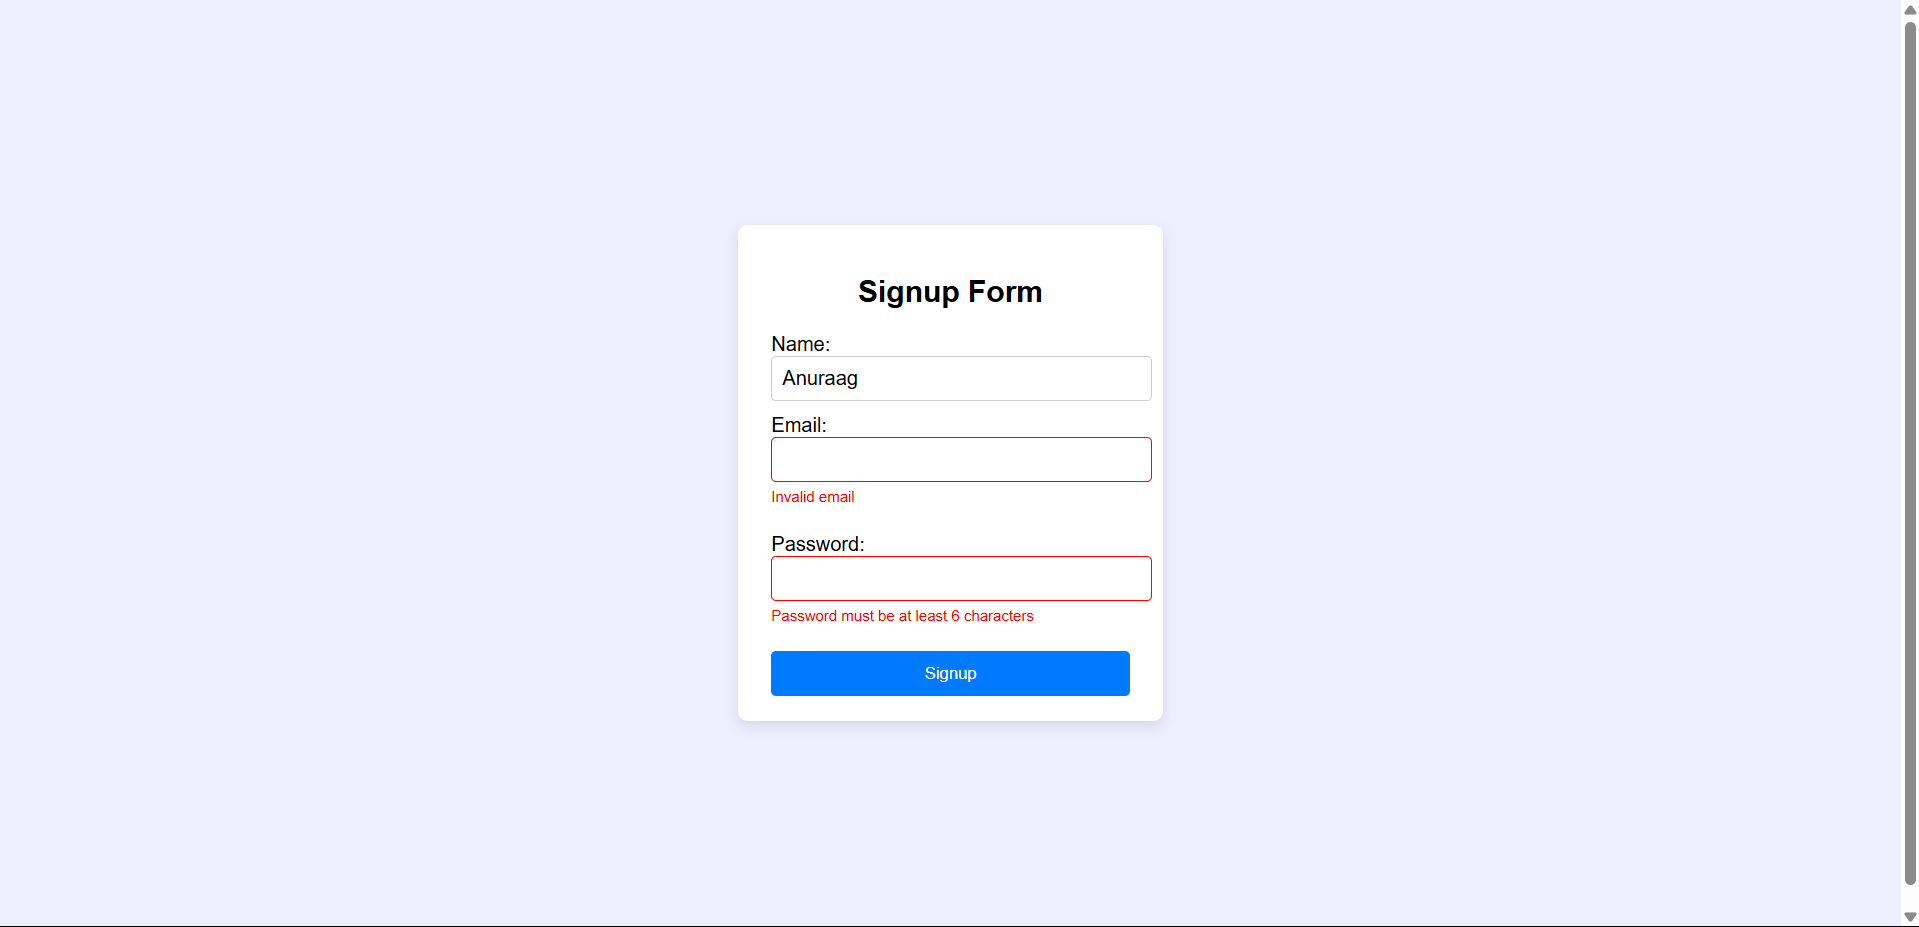 Signup Form
Name:
Anuraag
Email:
Invalid email
Password:
Password must be at least 6 characters
Signup